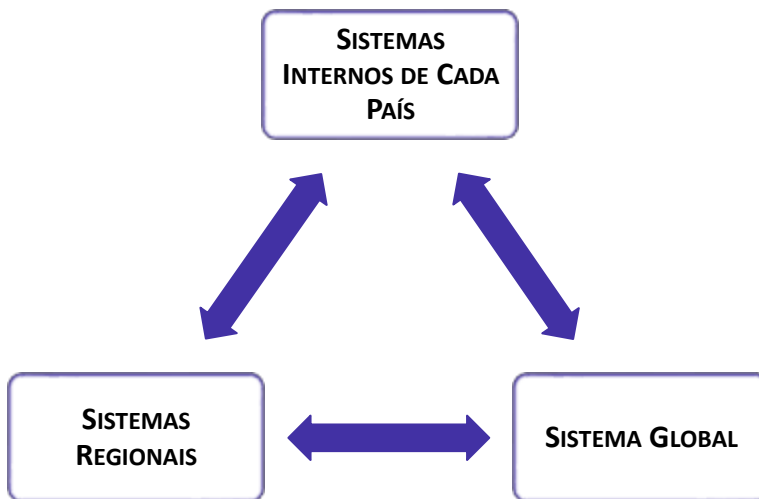 SISTEMAS
INTERNOS DE CADA
PAÍS
SISTEMAS
REGIONAIS
SISTEMA GLOBAL